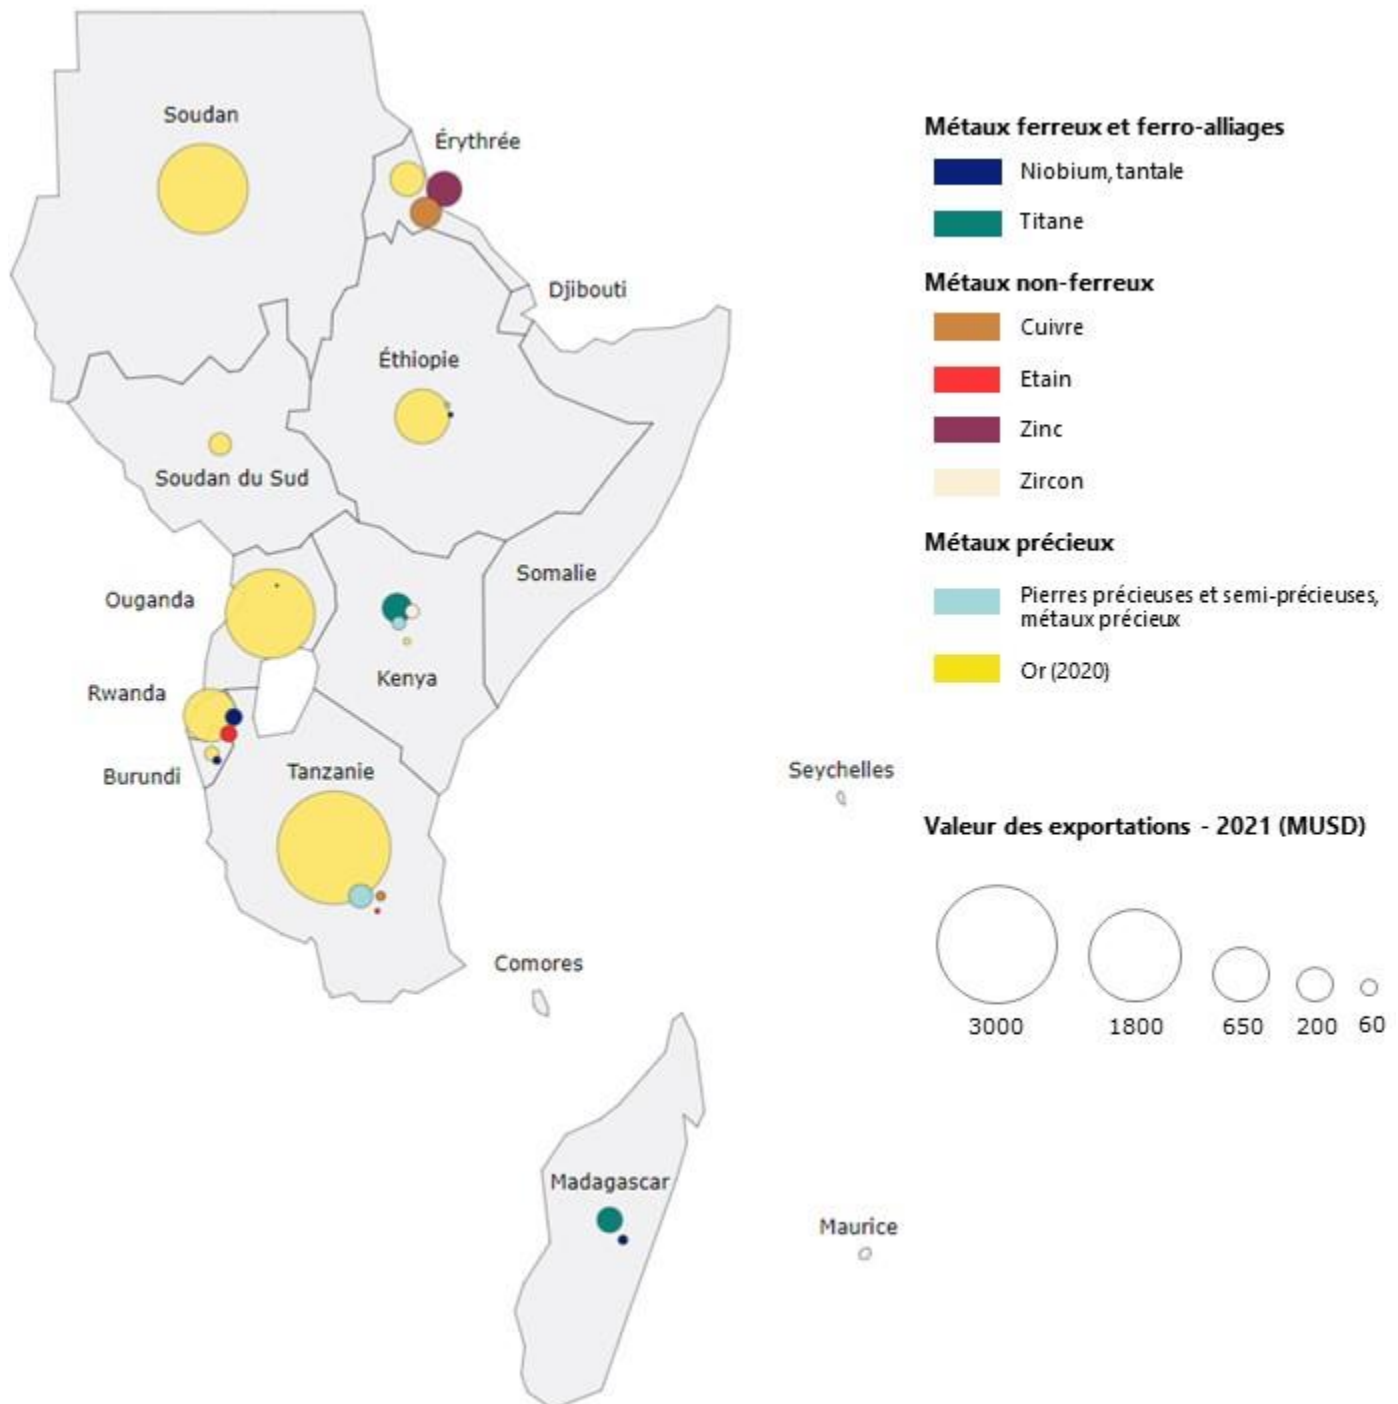 Soudan
Érythrée
Djibouti
Éthiopie
Soudan du Sud
Somalie
Ouganda
Kenya
Rwanda
Burundi
Tanzanie
Seychelles
Comores
Madagascar
Maurice
Métaux ferreux et ferro-alliages
Niobium, tantale
Titane
Métaux non-ferreux
Cuivre
Etain
Zinc
Zircon
Métaux précieux
Pierres précieuses et semi-précieuses,
métaux précieux
Or (2020)
Valeur des exportations - 2021 (MUSD)
3000 1800 650 200 60